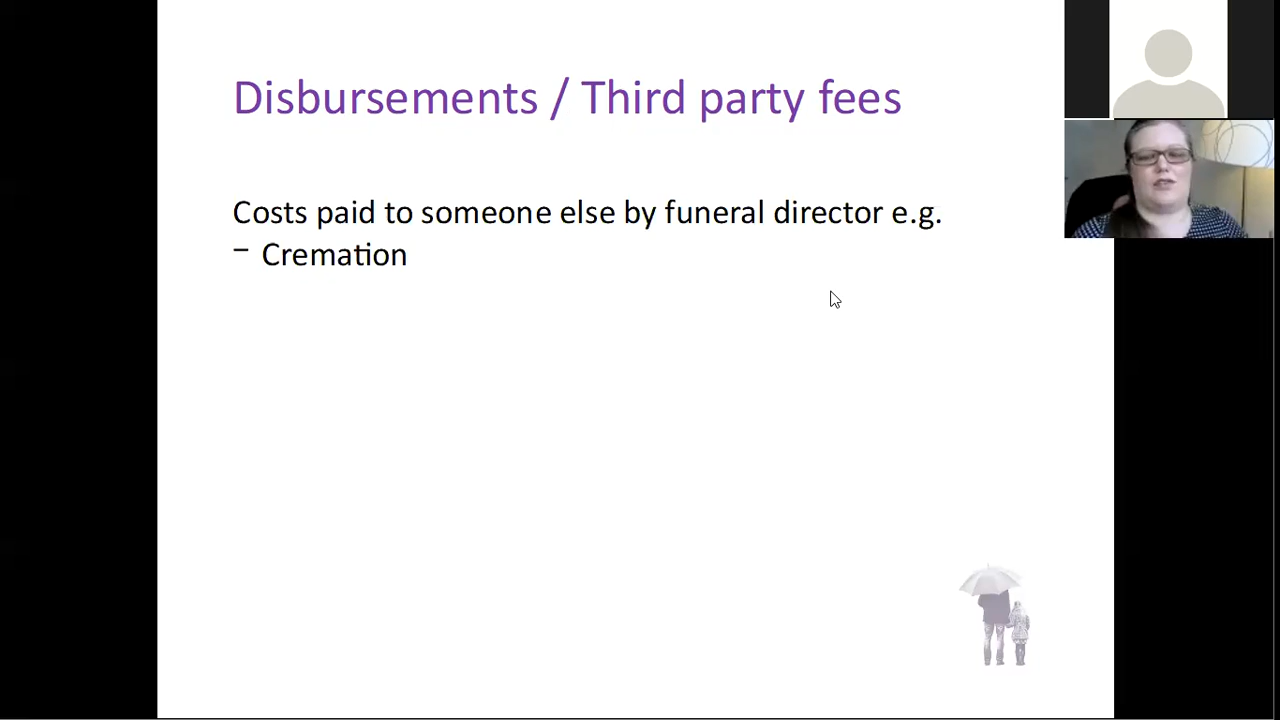 Disbursements / Third party fees
Costs paid to someone else by funeral director e.g.
– Cremation